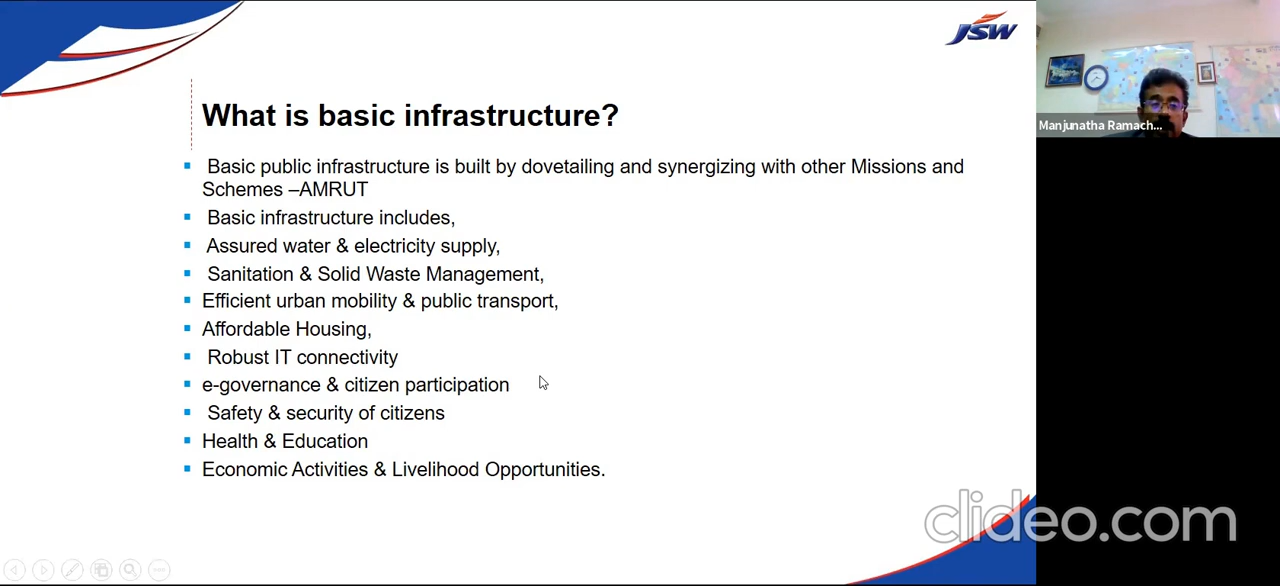 JSW
What is basic infrastructure?
Basic public infrastructure is built by dovetailing and synergizing with other Missions and
Schemes –AMRUT
Basic infrastructure includes,
Assured water & electricity supply,
Sanitation & Solid Waste Management,
Efficient urban mobility & public transport,
Affordable Housing,
Robust IT connectivity
e-governance & citizen participation
Safety & security of citizens
Health & Education
Economic Activities & Livelihood Opportunities.
Manjunatha Ramach...
clideo.com